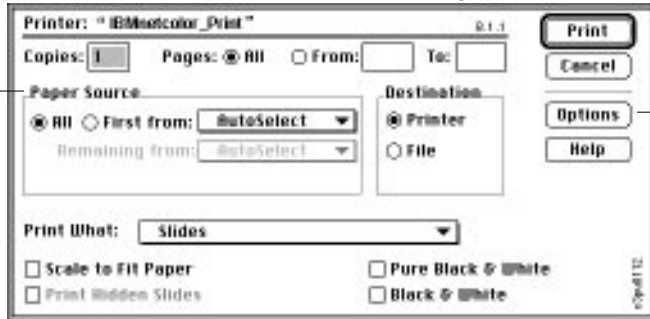 Printer: "IBMnetcolor_Print" 8.1.1
Print
Copies: 1 Pages: All From: To:
Cancel
Paper Source
Destination
All First from: AutoSelect
Printer
Options
Remaining from: AutoSelect
File
Help
Print What: Slides
Scale to Fit Paper
Pure Black & White
Print Hidden Slides
Black & White